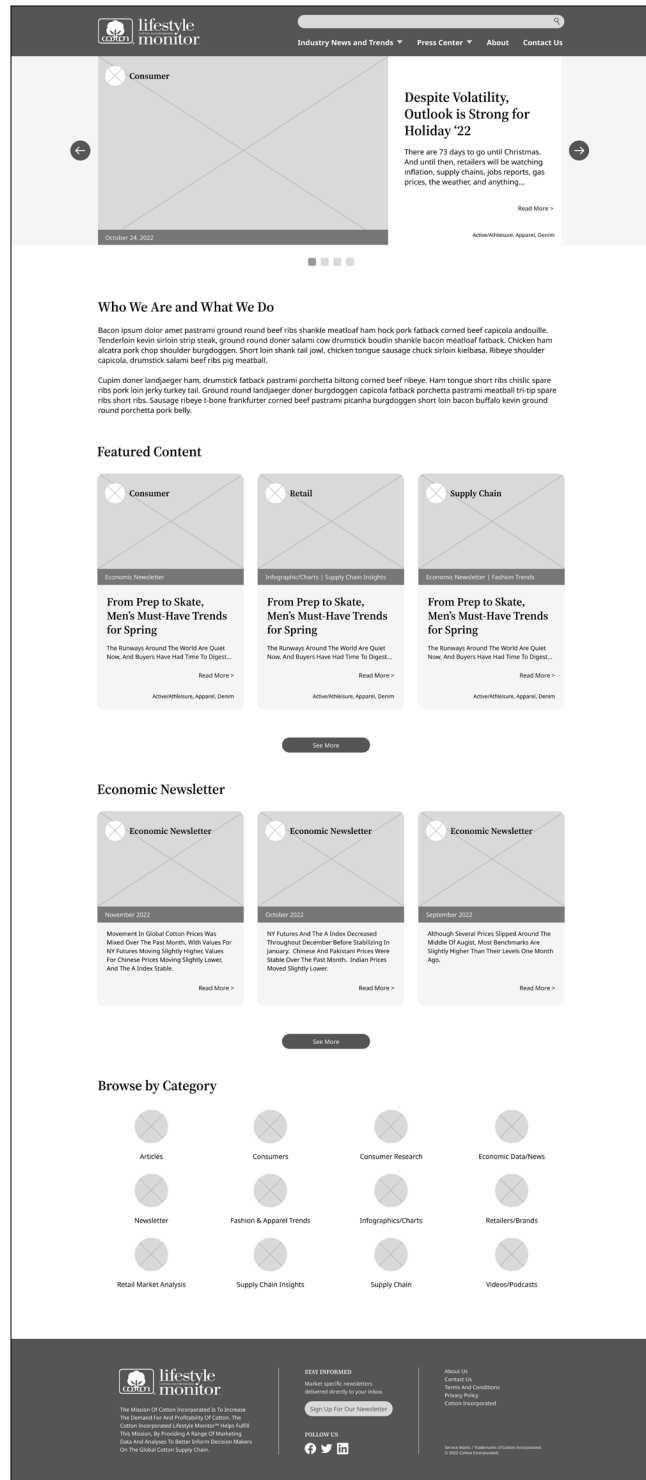 lifestyle
monitor
COTTON
Industry News and Trends Press Center About Contact Us
Consumer
October 24, 2022
Despite Volatility,
Outlook is Strong for
Holiday ‘22
There are 73 days to go until Christmas.
And until then, retailers will be watching
inflation, supply chains, jobs reports, gas
prices, the weather, and anything...
Read More >
Active/Athleisure, Apparel, Denim
Who We Are and What We Do
Bacon ipsum dolor amet pastrami ground round beef ribs shankle meatloaf ham hock pork fatback corned beef capicola andouille.
Tenderloin kevin sirloin strip steak, ground round doner salami cow drumstick boudin shankle bacon meatloaf fatback. Chicken ham
alcatra pork chop shoulder burgdoggen. Short loin shank tail jowl, chicken tongue sausage chuck sirloin kielbasa. Ribeye shoulder
capicola, drumstick salami beef ribs pig meatball.
Cupim doner landjaeger ham, drumstick fatback pastrami porchetta biltong corned beef ribeye. Ham tongue short ribs chislic spare
ribs pork loin jerky turkey tail. Ground round landjaeger doner burgdoggen capicola fatback porchetta pastrami meatball tri-tip spare
ribs short ribs. Sausage ribeye t-bone frankfurter corned beef pastrami picanha burgdoggen short loin bacon buffalo kevin ground
round porchetta pork belly.
Featured Content
Consumer
Economic Newsletter
From Prep to Skate,
Men’s Must-Have Trends
for Spring
The Runways Around The World Are Quiet
Now, And Buyers Have Had Time To Digest...
Read More >
Active/Athleisure, Apparel, Denim
Retail
Infographic/Charts | Supply Chain Insights
From Prep to Skate,
Men’s Must-Have Trends
for Spring
The Runways Around The World Are Quiet
Now, And Buyers Have Had Time To Digest...
Read More >
Active/Athleisure, Apparel, Denim
Supply Chain
Economic Newsletter | Fashion Trends
From Prep to Skate,
Men’s Must-Have Trends
for Spring
The Runways Around The World Are Quiet
Now, And Buyers Have Had Time To Digest...
Read More >
Active/Athleisure, Apparel, Denim
See More
Economic Newsletter
Economic Newsletter
November 2022
Movement In Global Cotton Prices Was
Mixed Over The Past Month, With Values For
NY Futures Moving Slightly Higher, Values
For Chinese Prices Moving Slightly Lower,
And The A Index Stable.
Read More >
Economic Newsletter
October 2022
NY Futures And The A Index Decreased
Throughout December Before Stabilizing In
January. Chinese And Pakistani Prices Were
Stable Over The Past Month. Indian Prices
Moved Slightly Lower.
Read More >
Economic Newsletter
September 2022
Although Several Prices Slipped Around The
Middle Of Augist, Most Benchmarks Are
Slightly Higher Than Their Levels One Month
Ago.
Read More >
See More
Browse by Category
Articles Consumers Consumer Research Economic Data/News
Newsletter Fashion & Apparel Trends Infographics/Charts Retailers/Brands
Retail Market Analysis Supply Chain Insights Supply Chain Videos/Podcasts
lifestyle
monitor
cotton
The Mission Of Cotton Incorporated Is To Increase
The Demand For And Profitability Of Cotton. The
Cotton Incorporated Lifestyle Monitor™ Helps Fulfill
This Mission, By Providing A Range Of Marketing
Data And Analyses To Better Inform Decision Makers
On The Global Cotton Supply Chain.
STAY INFORMED
Market specific newsletters
delivered directly to your inbox.
Sign Up For Our Newsletter
FOLLOW US
About Us
Contact Us
Terms And Conditions
Privacy Policy
Cotton Incorporated
Service Marks / Trademarks of Cotton Incorporated.
© 2022 Cotton Incorporated.